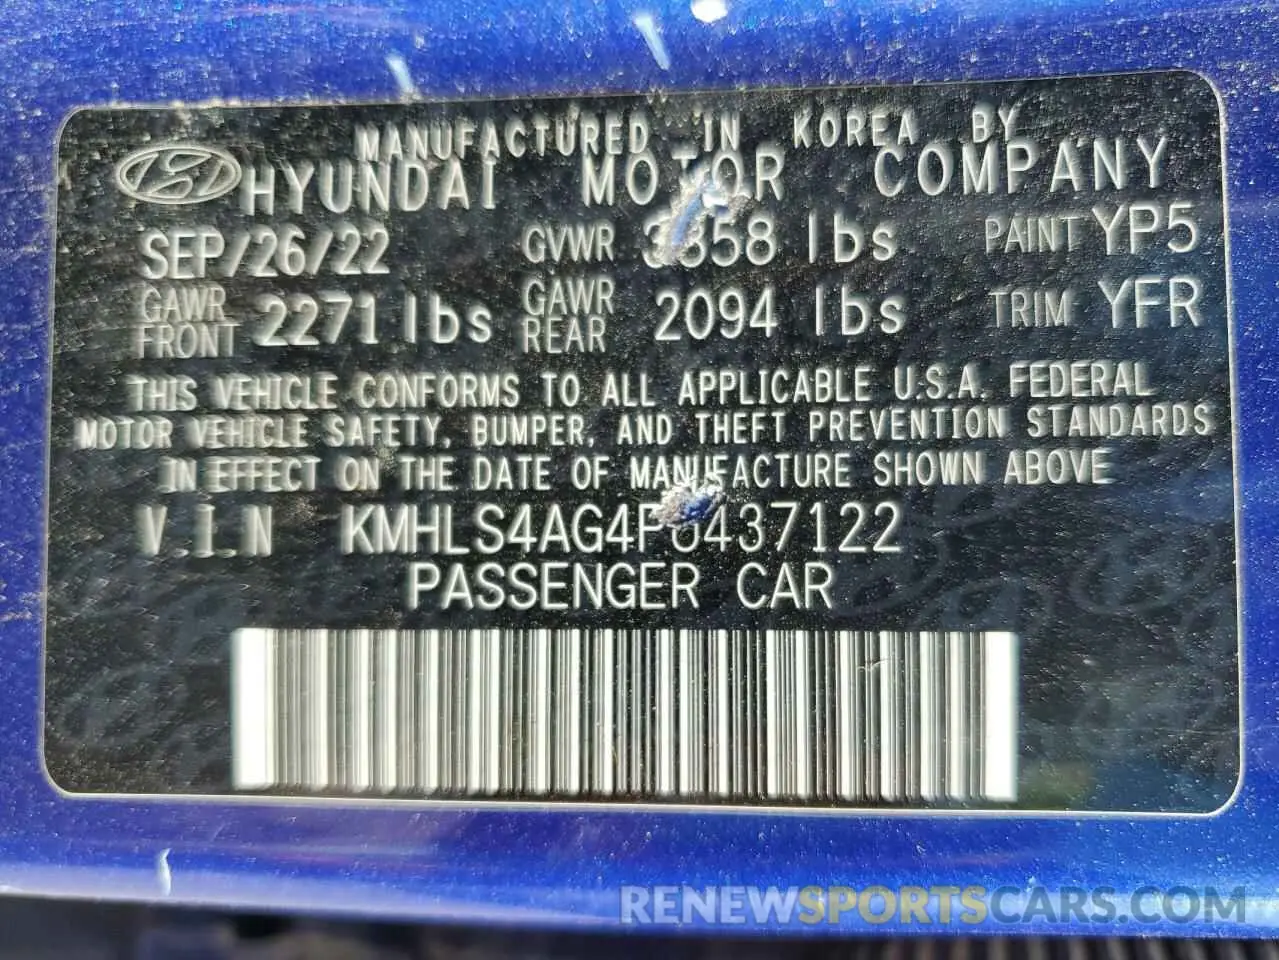 MANUFACTURED IN KOREA BY
HYUNDAI MOTOR COMPANY
SEP/26/22 GVWR lbs PAINT YP5
GAWR FRONT 2271 lbs GAWR REAR 2094 lbs TRIM YFR
THIS VEHICLE CONFORMS TO ALL APPLICABLE U.S.A. FEDERAL
MOTOR VEHICLE SAFETY, BUMPER, AND THEFT PREVENTION STANDARDS
IN EFFECT ON THE DATE OF MANUFACTURE SHOWN ABOVE
V.I.N KMHLS4AG4PU437122
PASSENGER CAR
RENEWSPORTSCARS.COM